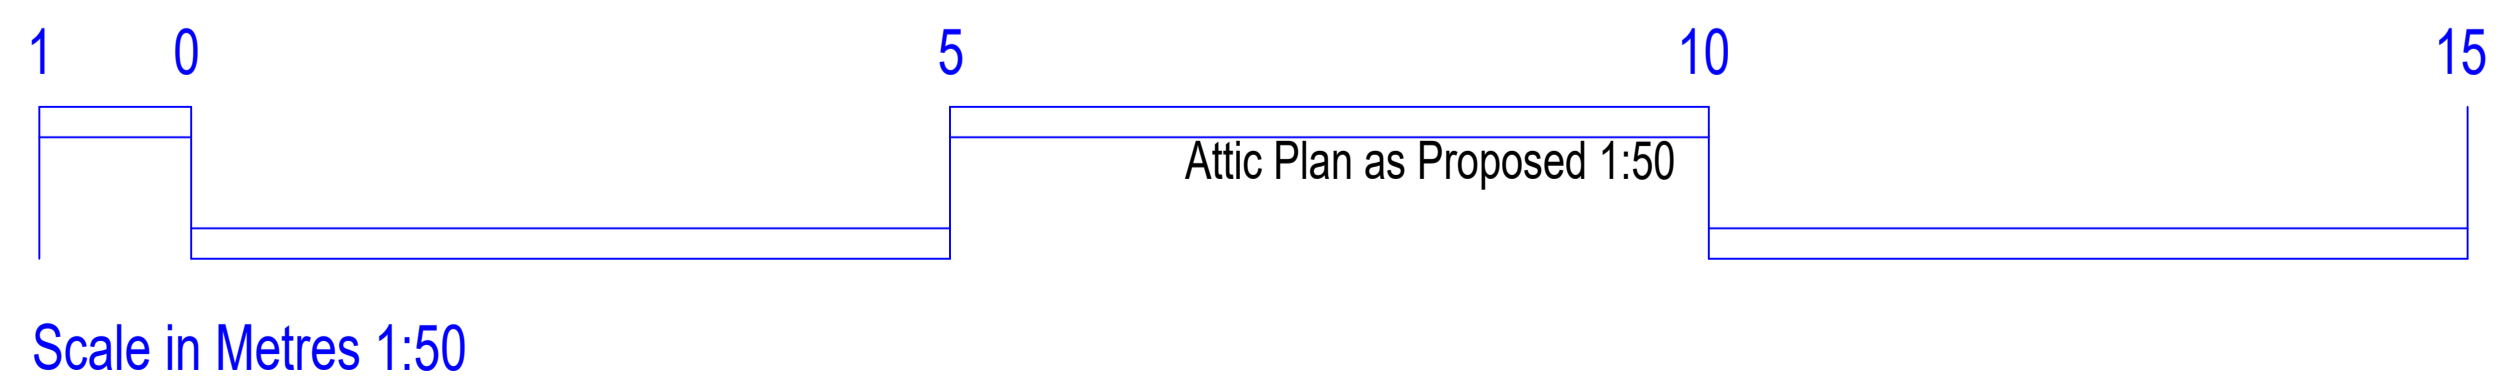 1 0 5 10 15
Attic Plan as Proposed 1:50
Scale in Metres 1:50